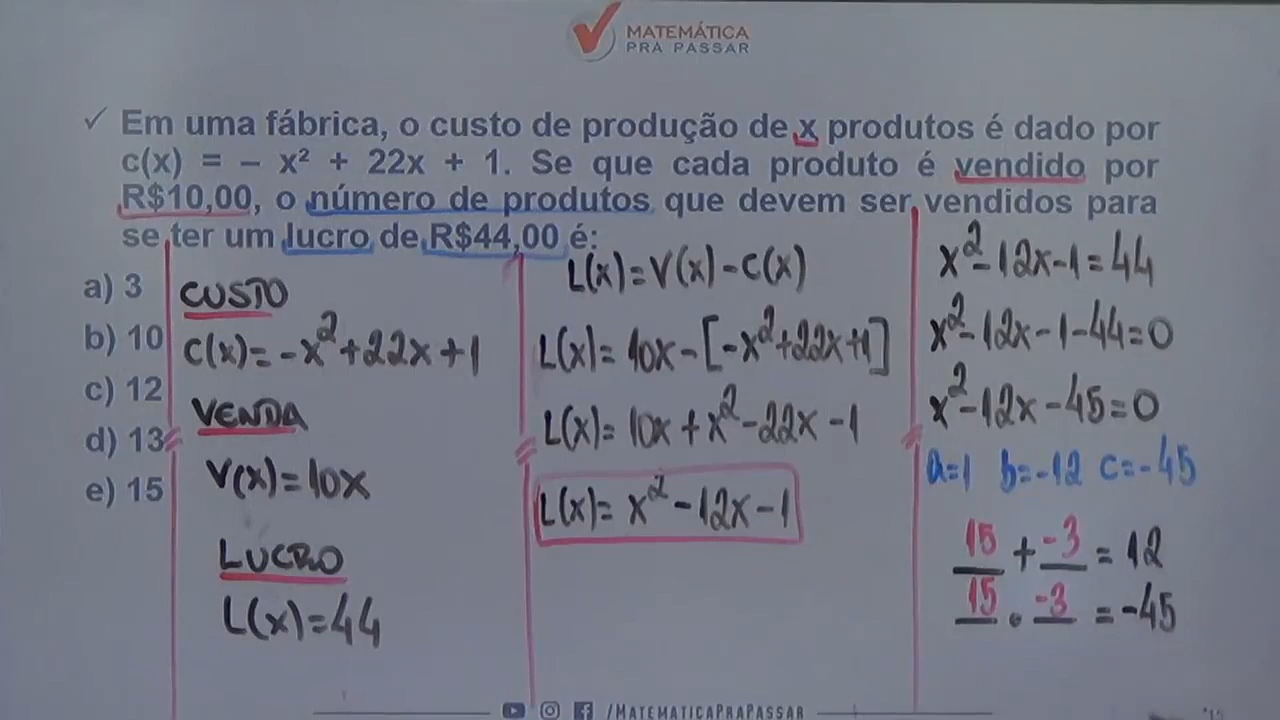 MATEMÁTICA
PRA PASSAR
✓ Em uma fábrica, o custo de produção de x produtos é dado por
c(x) = – x² + 22x + 1. Se que cada produto é vendido por
R$10,00, o número de produtos que devem ser vendidos para
se ter um lucro de R$44,00 é:
a) 3
b) 10
c) 12
d) 13
e) 15
CUSTO
C(x)=-x²+22x+1
VENDA
V(x)=10x
LUCRO
L(x)=44
L(x)=V(x)-C(x)
L(x)=10x-[-x²+22x+1]
L(x)=10x+x²-22x-1
L(x)=x²-12x-1
x²-12x-1=44
x²-12x-1-44=0
x²-12x-45=0
a=1 b=-12 c=-45
15 + -3 = 12
15 . -3 = -45
/MATEMATICAPRAPASSAR